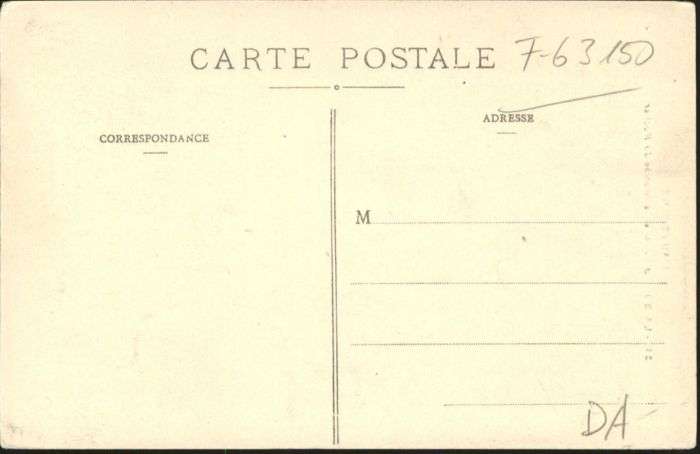 CARTE POSTALE 7-63150
CORRESPONDANCE
ADRESSE
M
DA-